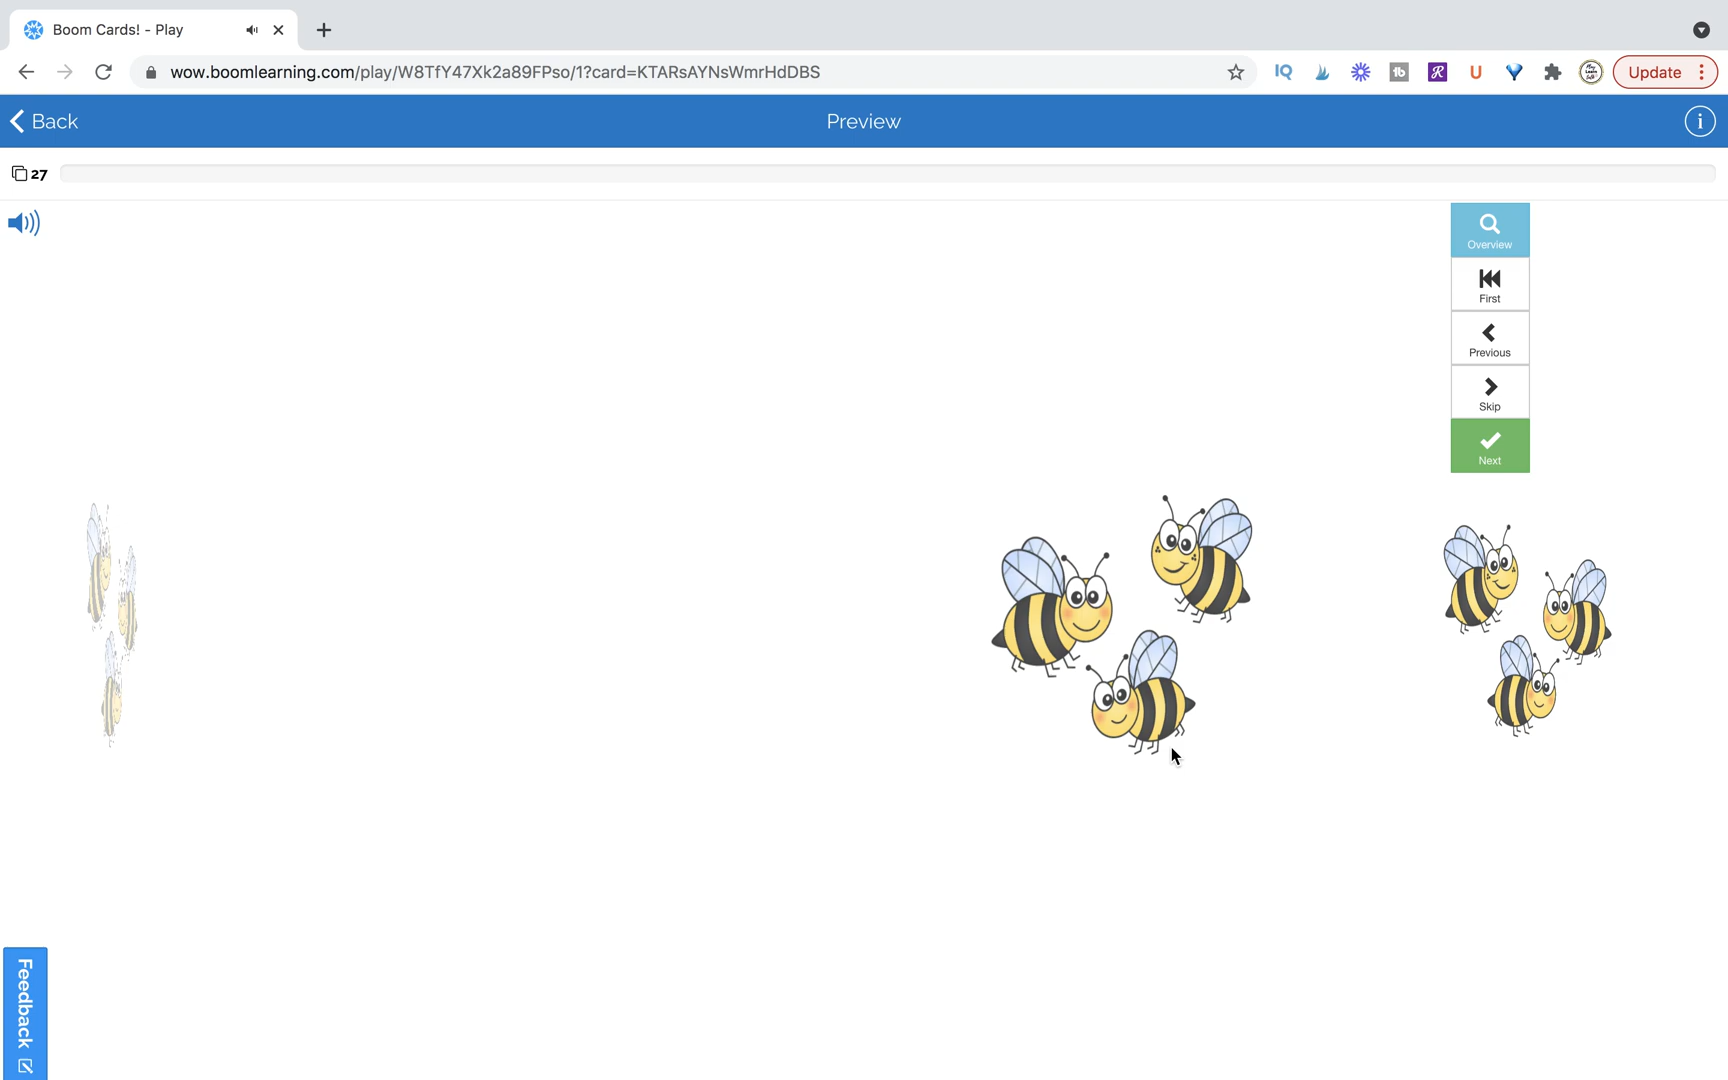 Boom Cards! - Play
wow.boomlearning.com/play/W8TfY47Xk2a89FPso/1?card=KTARsAYNsWmrHdDBS
IQ
tb
R
U
Update
Back
Preview
i
27
Overview
First
Previous
Skip
Next
Feedback